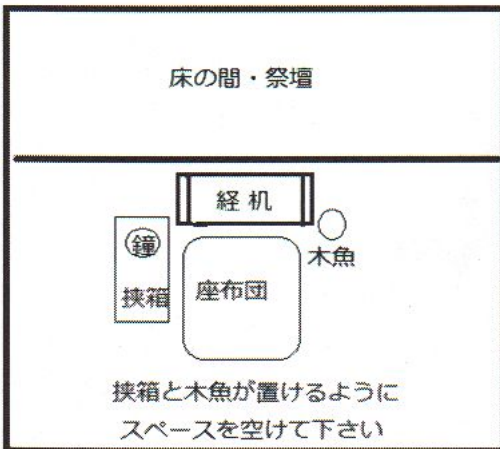 床の間・祭壇
経机
鐘
木魚
挟箱
座布団
挟箱と木魚が置けるように
スペースを空けて下さい